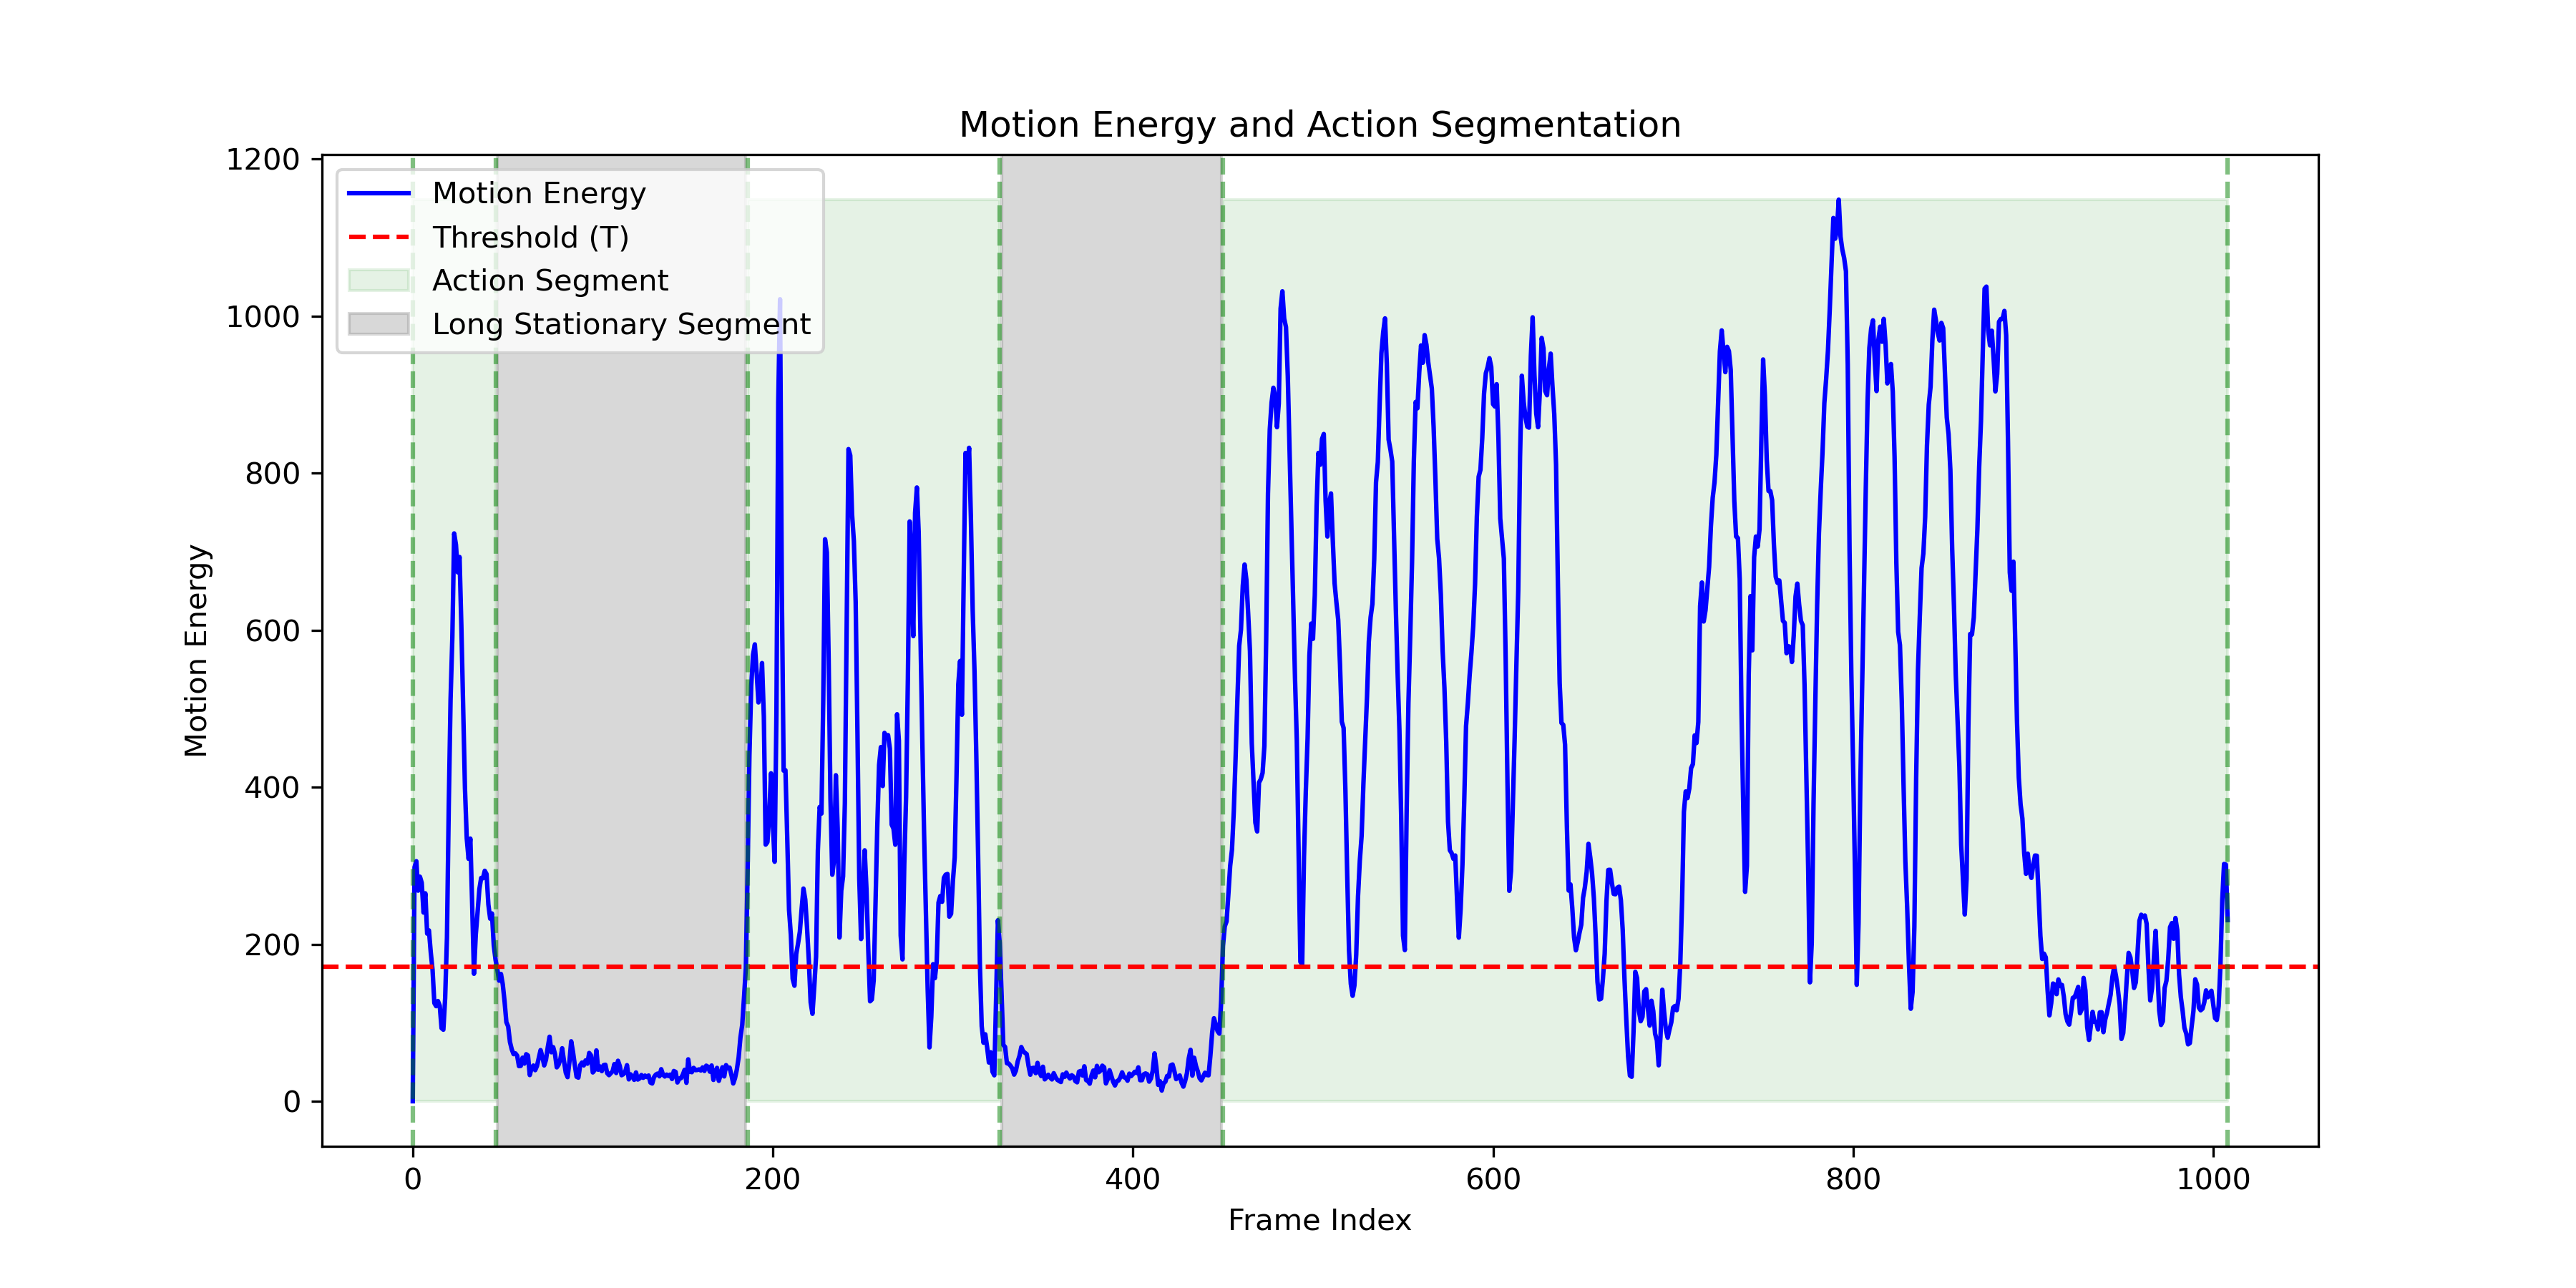 Motion Energy and Action Segmentation
1200
1000
800
600
400
200
0
Motion Energy
Motion Energy
Threshold (T)
Action Segment
Long Stationary Segment
0
200
400
600
800
1000
Frame Index